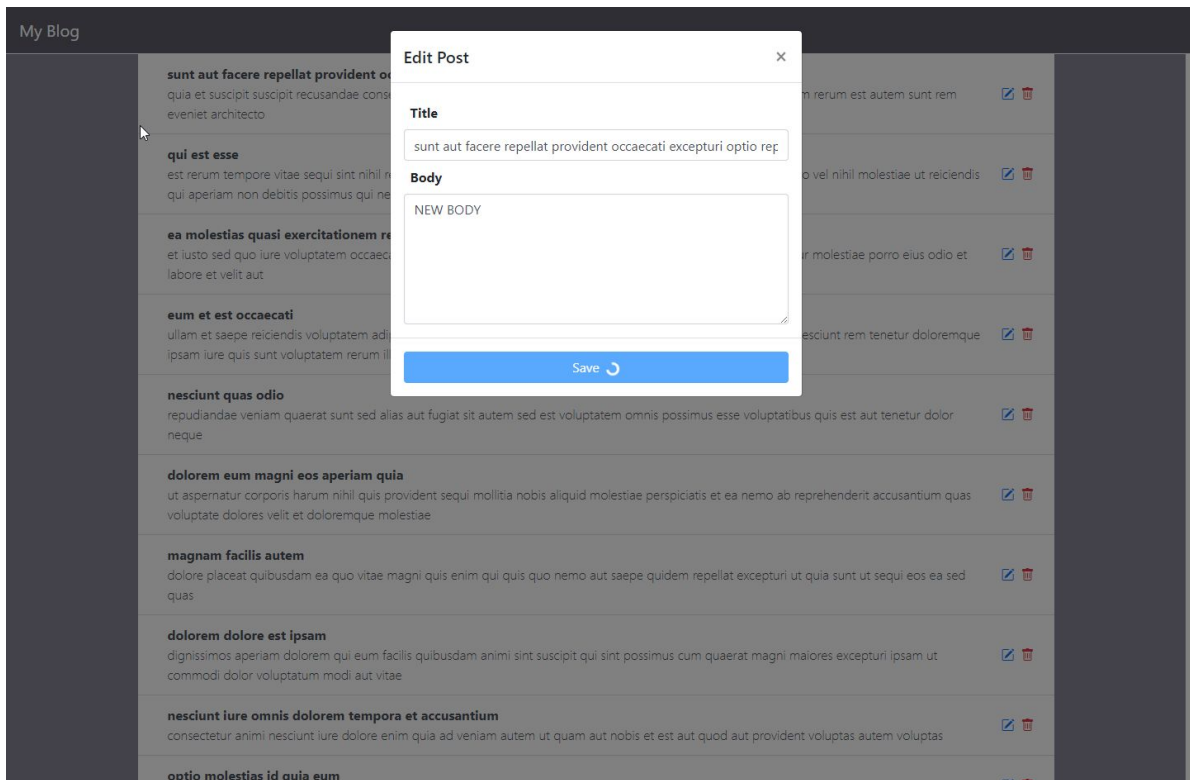 My Blog
Edit Post
×
Title
sunt aut facere repellat provident occaecati excepturi optio rep
Body
NEW BODY
Save
sunt aut facere repellat provident oc
quia et suscipit suscipit recusandae conse
m rerum est autem sunt rem
eveniet architecto
qui est esse
est rerum tempore vitae sequi sint nihil re
o vel nihil molestiae ut reiciendis
qui aperiam non debitis possimus qui ne
ea molestias quasi exercitationem re
et iusto sed quo iure voluptatem occaeca
ur molestiae porro eius odio et
labore et velit aut
eum et est occaecati
ullam et saepe reiciendis voluptatem adi
esciunt rem tenetur doloremque
ipsam iure quis sunt voluptatem rerum ill
nesciunt quas odio
repudiandae veniam quaerat sunt sed alias aut fugiat sit autem sed est voluptatem omnis possimus esse voluptatibus quis est aut tenetur dolor
neque
dolorem eum magni eos aperiam quia
ut aspernatur corporis harum nihil quis provident sequi mollitia nobis aliquid molestiae perspiciatis et ea nemo ab reprehenderit accusantium quas
voluptate dolores velit et doloremque molestiae
magnam facilis autem
dolore placeat quibusdam ea quo vitae magni quis enim qui quis quo nemo aut saepe quidem repellat excepturi ut quia sunt ut sequi eos ea sed
quas
dolorem dolore est ipsam
dignissimos aperiam dolorem qui eum facilis quibusdam animi sint suscipit qui sint possimus cum quaerat magni maiores excepturi ipsam ut
commodi dolor voluptatum modi aut vitae
nesciunt iure omnis dolorem tempora et accusantium
consectetur animi nesciunt iure dolore enim quia ad veniam autem ut quam aut nobis et est aut quod aut provident voluptas autem voluptas
optio molestias id quia eum